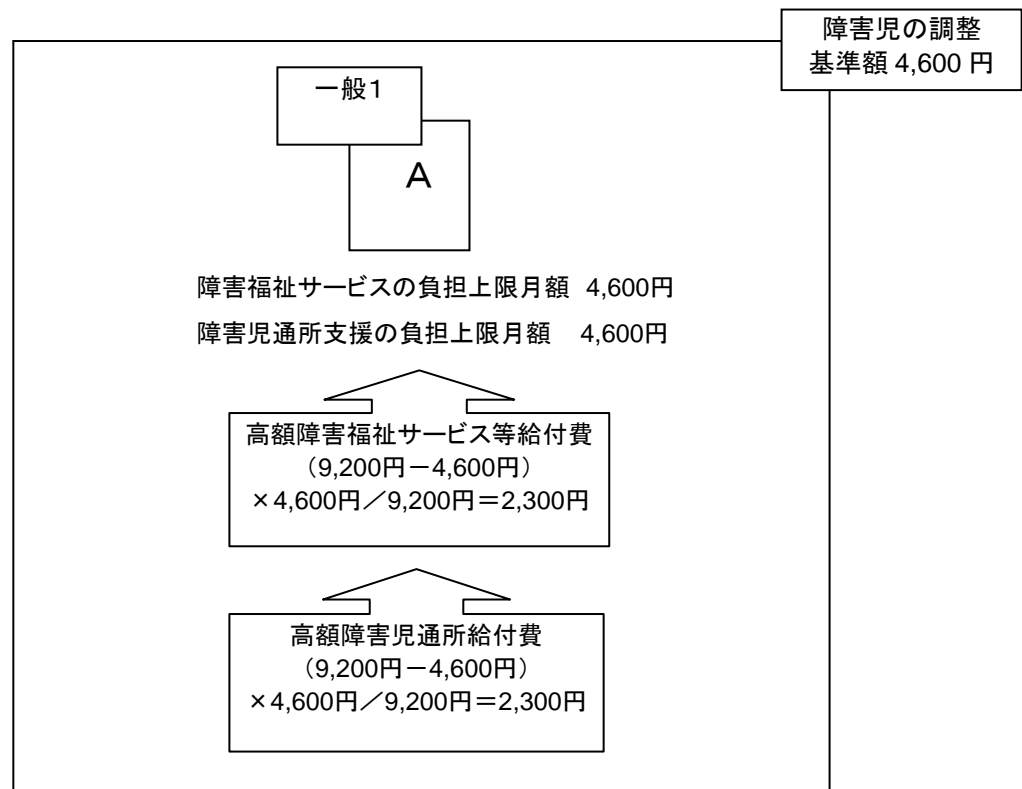 障害児の調整
基準額 4,600 円
一般1
A
障害福祉サービスの負担上限月額 4,600円
障害児通所支援の負担上限月額 4,600円
高額障害福祉サービス等給付費
（9,200円－4,600円）
×4,600円／9,200円＝2,300円
高額障害児通所給付費
（9,200円－4,600円）
×4,600円／9,200円＝2,300円